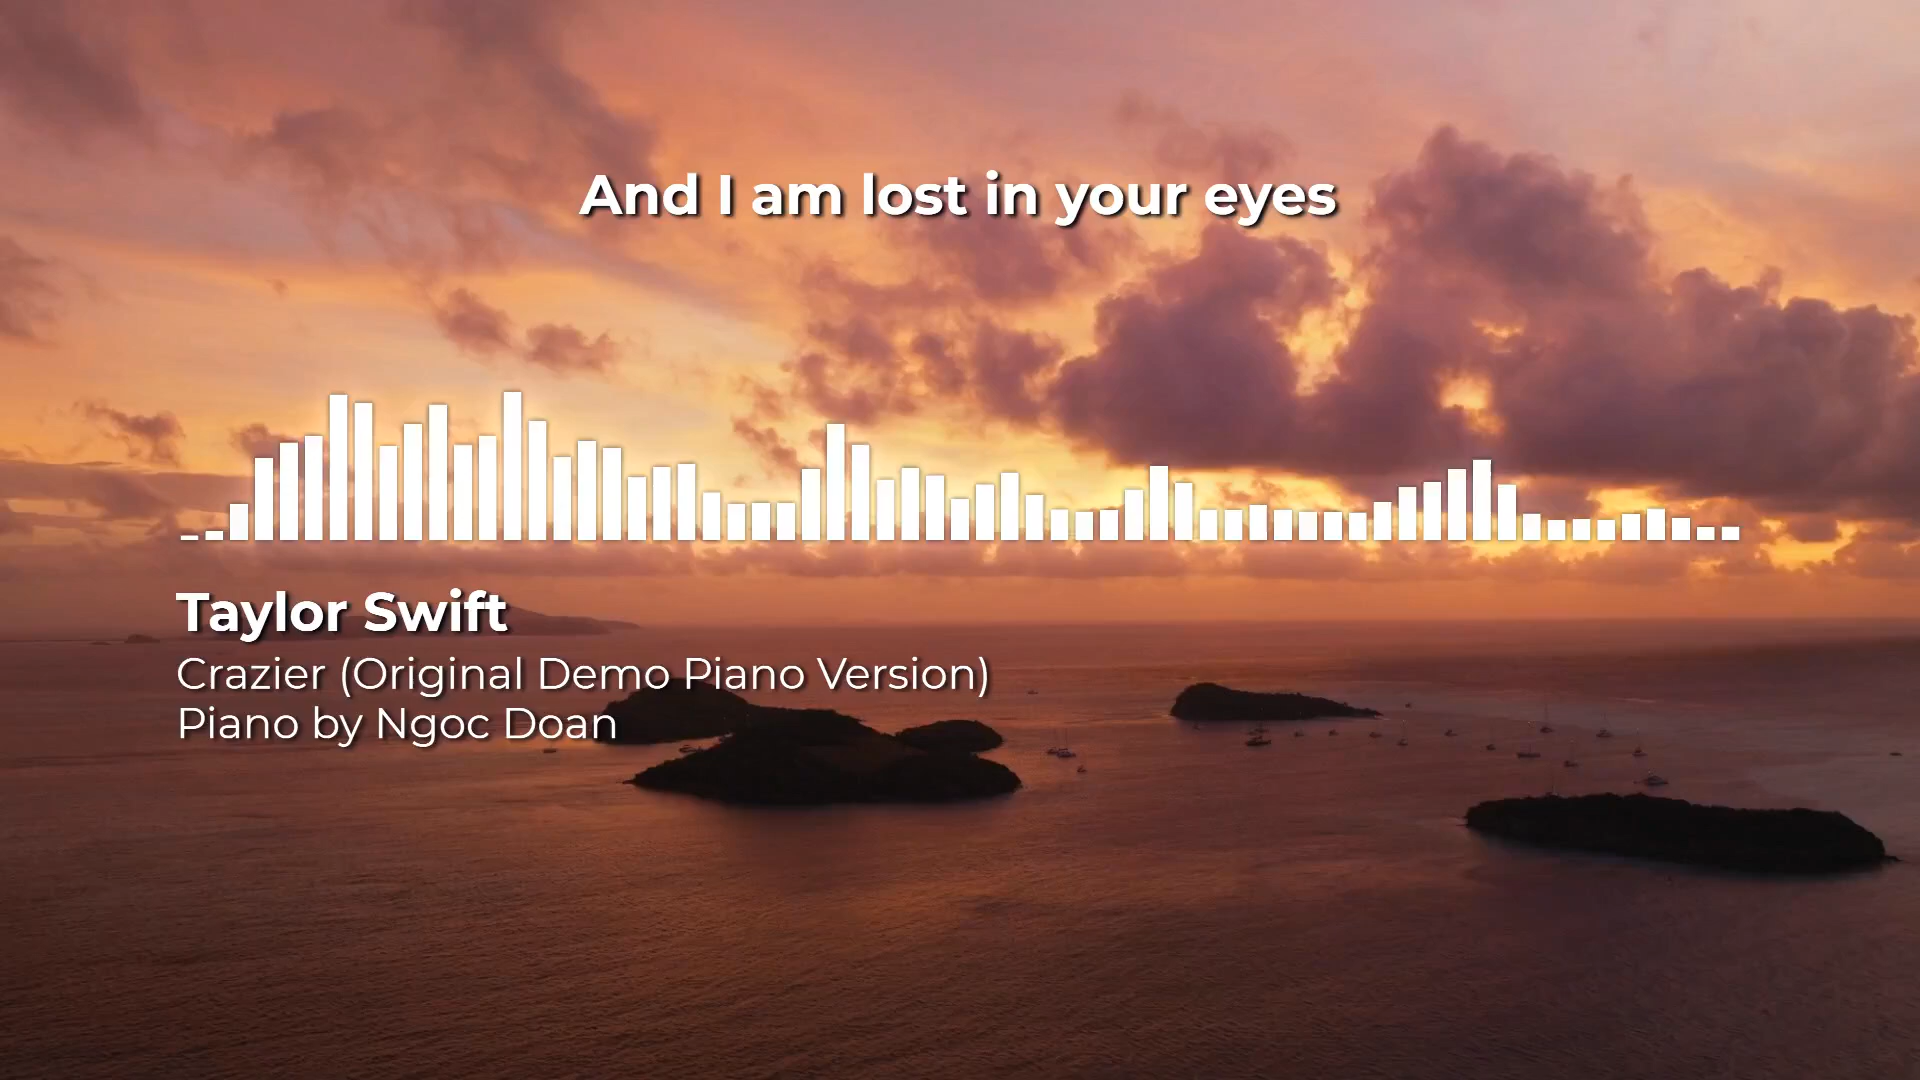 And I am lost in your eyes
Taylor Swift
Crazier (Original Demo Piano Version)
Piano by Ngoc Doan